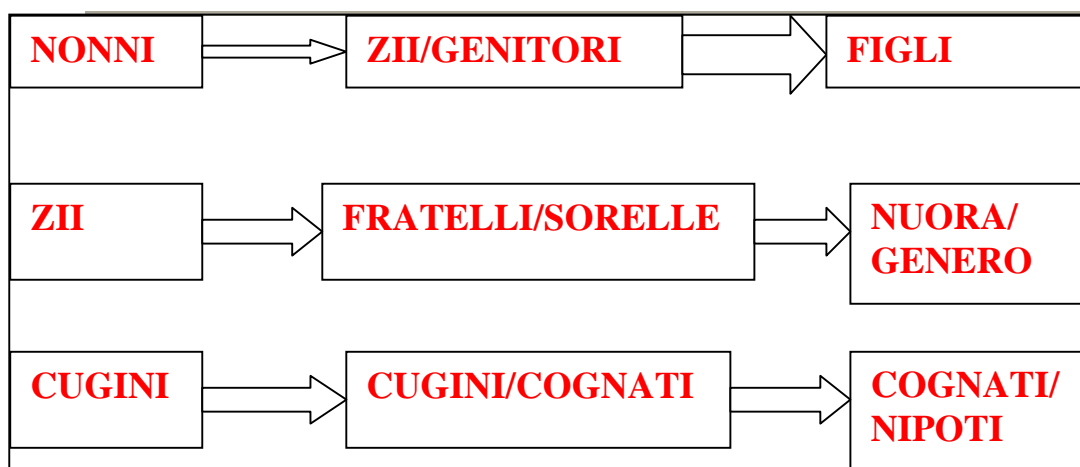 NONNI
ZII/GENITORI
FIGLI
ZII
FRATELLI/SORELLE
NUORA/
GENERO
CUGINI
CUGINI/COGNATI
COGNATI/
NIPOTI